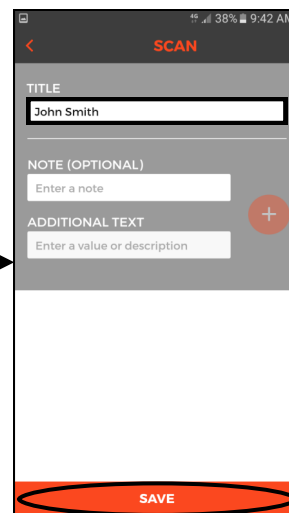 4G 38% 9:42 AM
SCAN
TITLE
John Smith
NOTE (OPTIONAL)
Enter a note
ADDITIONAL TEXT
Enter a value or description
SAVE